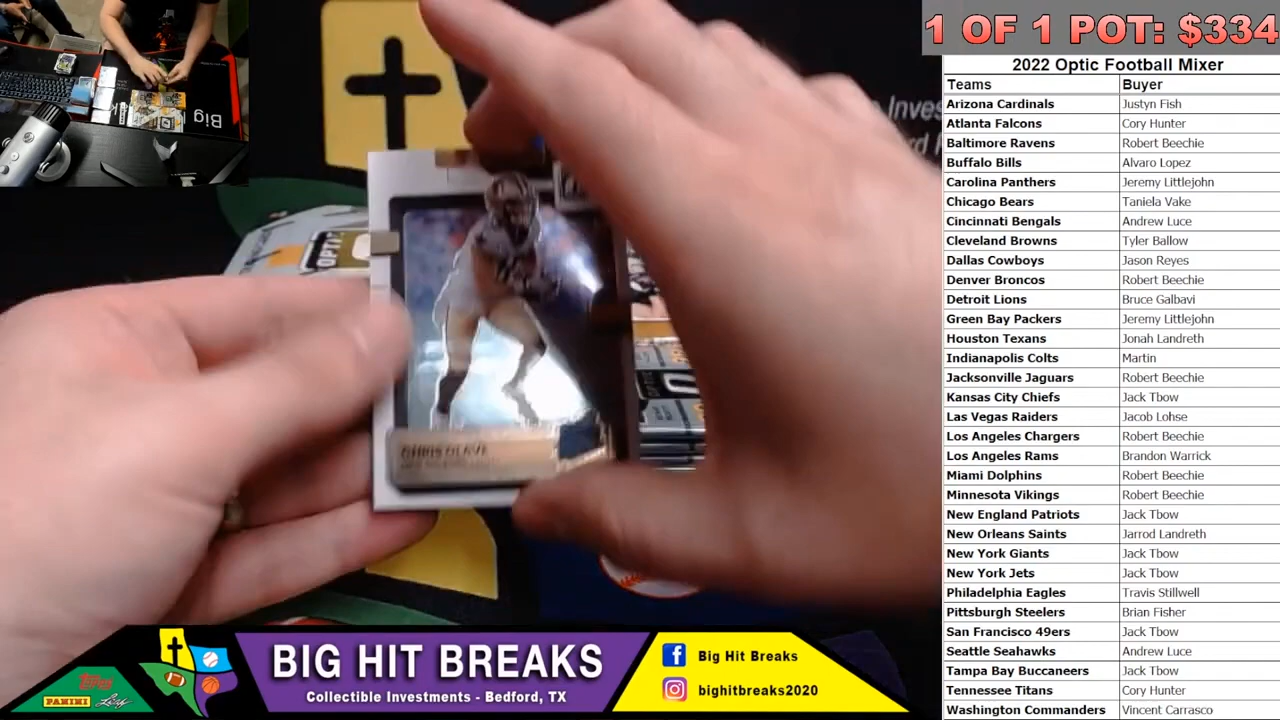 1 OF 1 POT: $334
2022 Optic Football Mixer
Teams Buyer
Arizona Cardinals Justyn Fish
Atlanta Falcons Cory Hunter
Baltimore Ravens Robert Beechie
Buffalo Bills Alvaro Lopez
Carolina Panthers Jeremy Littlejohn
Chicago Bears Taniela Vake
Cincinnati Bengals Andrew Luce
Cleveland Browns Tyler Ballow
Dallas Cowboys Jason Reyes
Denver Broncos Robert Beechie
Detroit Lions Bruce Galbavi
Green Bay Packers Jeremy Littlejohn
Houston Texans Jonah Landreth
Indianapolis Colts Martin
Jacksonville Jaguars Robert Beechie
Kansas City Chiefs Jack Tbow
Las Vegas Raiders Jacob Lohse
Los Angeles Chargers Robert Beechie
Los Angeles Rams Brandon Warrick
Miami Dolphins Robert Beechie
Minnesota Vikings Robert Beechie
New England Patriots Jack Tbow
New Orleans Saints Jarrod Landreth
New York Giants Jack Tbow
New York Jets Jack Tbow
Philadelphia Eagles Travis Stillwell
Pittsburgh Steelers Brian Fisher
San Francisco 49ers Jack Tbow
Seattle Seahawks Andrew Luce
Tampa Bay Buccaneers Jack Tbow
Tennessee Titans Cory Hunter
Washington Commanders Vincent Carrasco
Big
CHRIS OLAVE
OPTIC
BIG HIT BREAKS
Collectible Investments - Bedford, TX
Big Hit Breaks
bighitbreaks2020
Topps
PANINI
Leaf